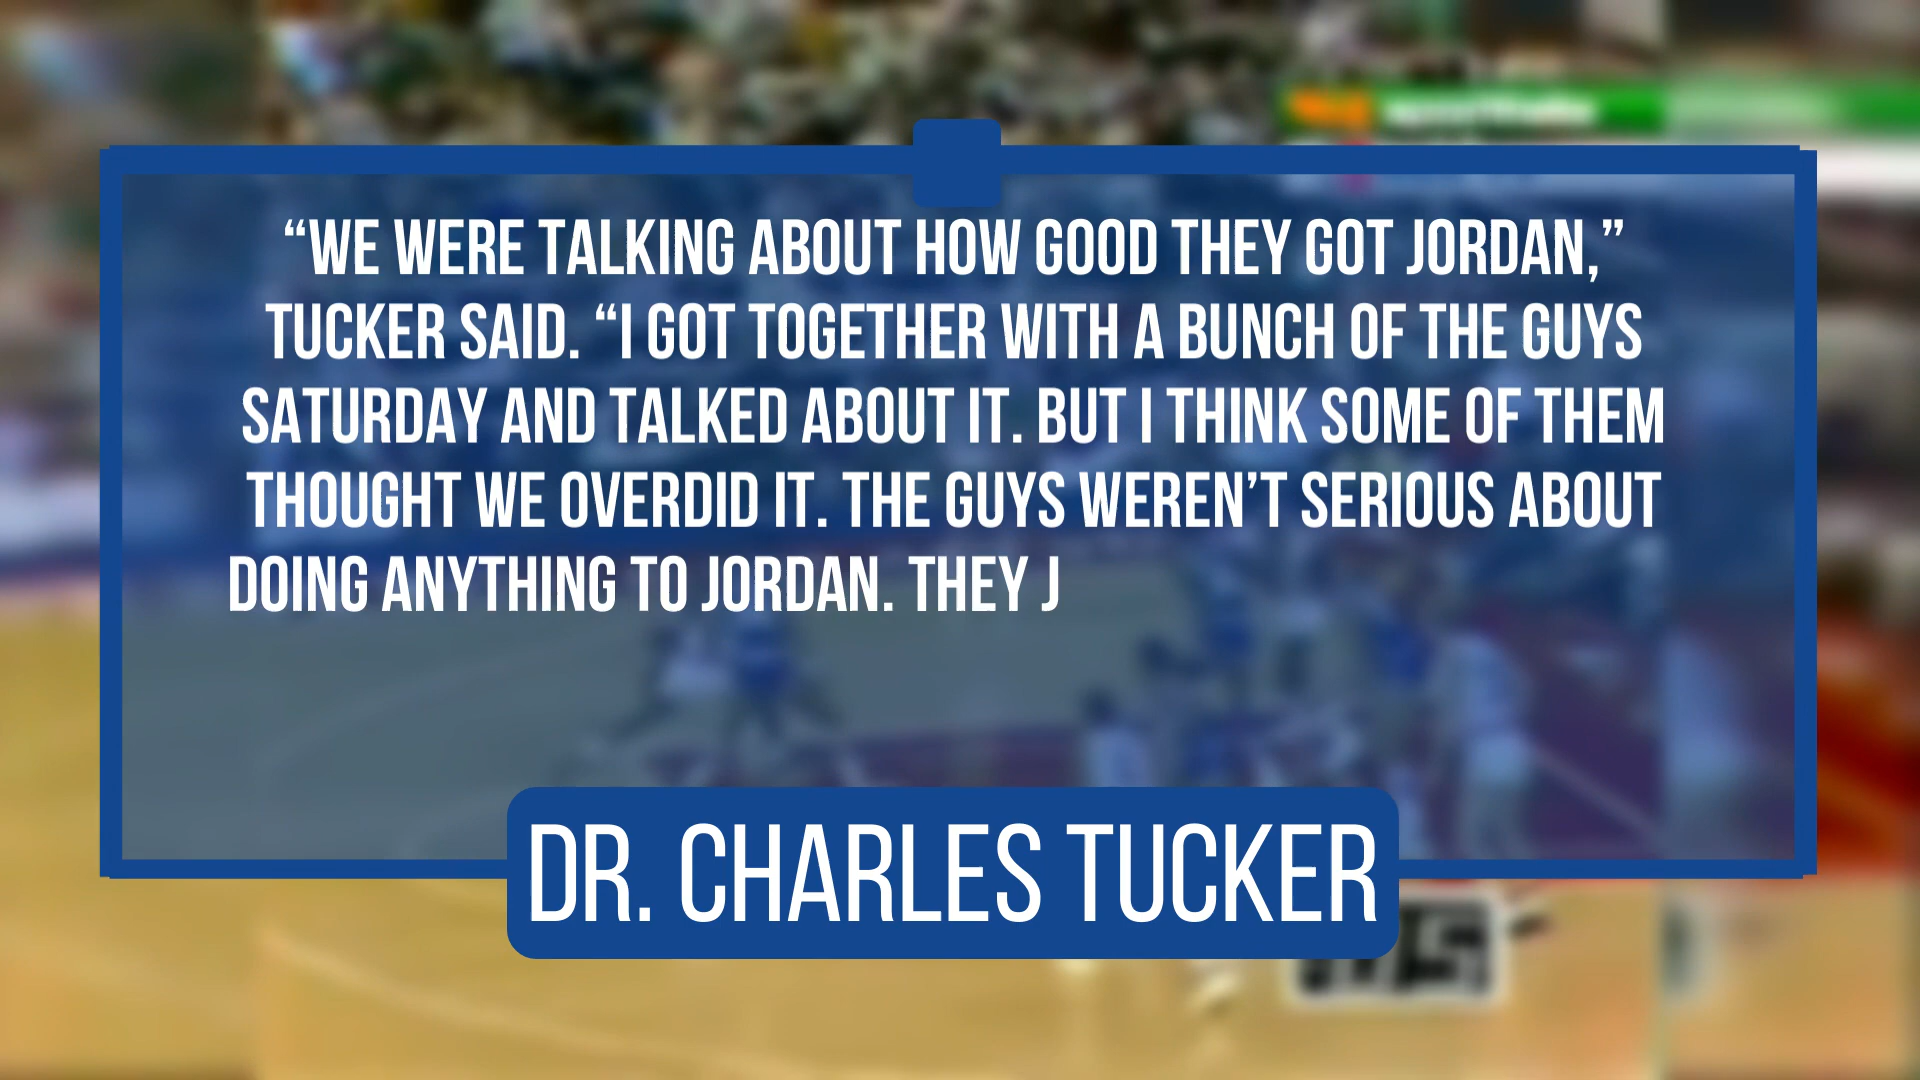 “WE WERE TALKING ABOUT HOW GOOD THEY GOT JORDAN,”
TUCKER SAID. “I GOT TOGETHER WITH A BUNCH OF THE GUYS
SATURDAY AND TALKED ABOUT IT. BUT I THINK SOME OF THEM
THOUGHT WE OVERDID IT. THE GUYS WEREN’T SERIOUS ABOUT
DOING ANYTHING TO JORDAN. THEY J
DR. CHARLES TUCKER